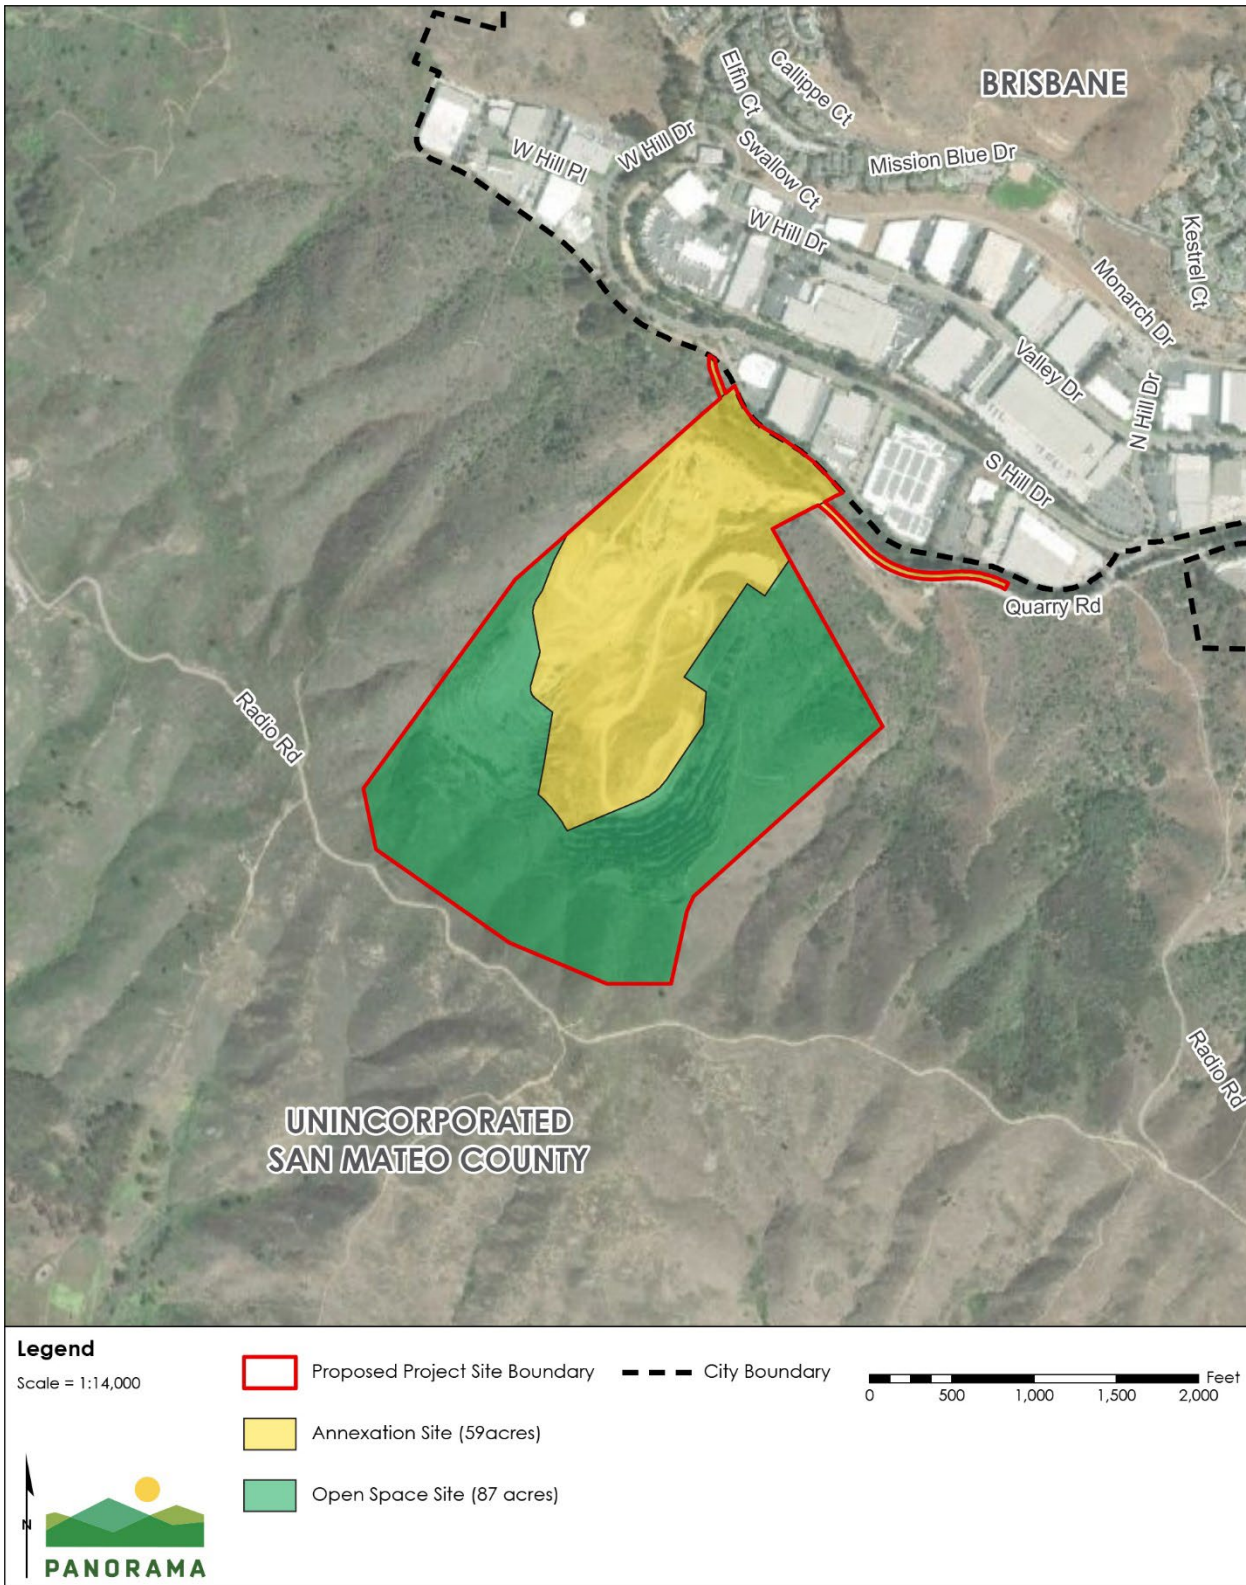 BRISBANE
Elfin Ct
Callippe Ct
W Hill Pl
W Hill Dr
Swallow Ct
Mission Blue Dr
W Hill Dr
Kestrel Ct
Monarch Dr
Valley Dr
N Hill Dr
S Hill Dr
Quarry Rd
Radio Rd
Radio Rd
UNINCORPORATED
SAN MATEO COUNTY
Legend
Scale = 1:14,000
Proposed Project Site Boundary
City Boundary
Feet
0 500 1,000 1,500 2,000
Annexation Site (59acres)
Open Space Site (87 acres)
N
PANORAMA